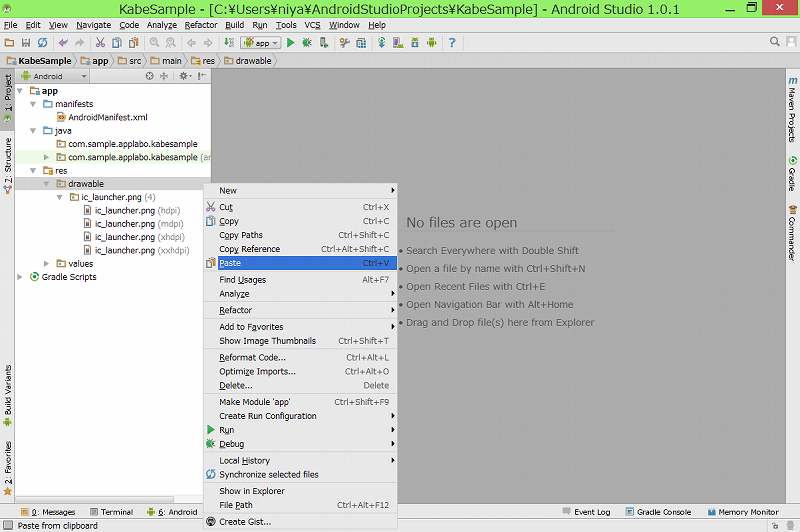 KabeSample - [C:¥Users¥niya¥AndroidStudioProjects¥KabeSample] - Android Studio 1.0.1
File Edit View Navigate Code Analyze Refactor Build Run Tools VCS Window Help
app
KabeSample app src main res drawable
1: Project
7: Structure
Build Variants
2: Favorites
Android
app
manifests
AndroidManifest.xml
java
com.sample.applabo.kabesample
com.sample.applabo.kabesample (ar
res
drawable
ic_launcher.png (4)
ic_launcher.png (hdpi)
ic_launcher.png (mdpi)
ic_launcher.png (xhdpi)
ic_launcher.png (xxhdpi)
values
Gradle Scripts
New
Cut Ctrl+X
Copy Ctrl+C
Copy Paths Ctrl+Shift+C
Copy Reference Ctrl+Alt+Shift+C
Paste Ctrl+V
Find Usages Alt+F7
Analyze
Refactor
Add to Favorites
Show Image Thumbnails Ctrl+Shift+T
Reformat Code... Ctrl+Alt+L
Optimize Imports... Ctrl+Alt+O
Delete... Delete
Make Module 'app' Ctrl+Shift+F9
Create Run Configuration
Run
Debug
Local History
Synchronize selected files
Show in Explorer
File Path Ctrl+Alt+F12
Create Gist...
No files are open
• Search Everywhere with Double Shift
• Open a file by name with Ctrl+Shift+N
• Open Recent Files with Ctrl+E
• Open Navigation Bar with Alt+Home
• Drag and Drop file(s) here from Explorer
Maven Projects
Gradle
Commander
0: Messages Terminal 6: Android Event Log Gradle Console Memory Monitor
Paste from clipboard